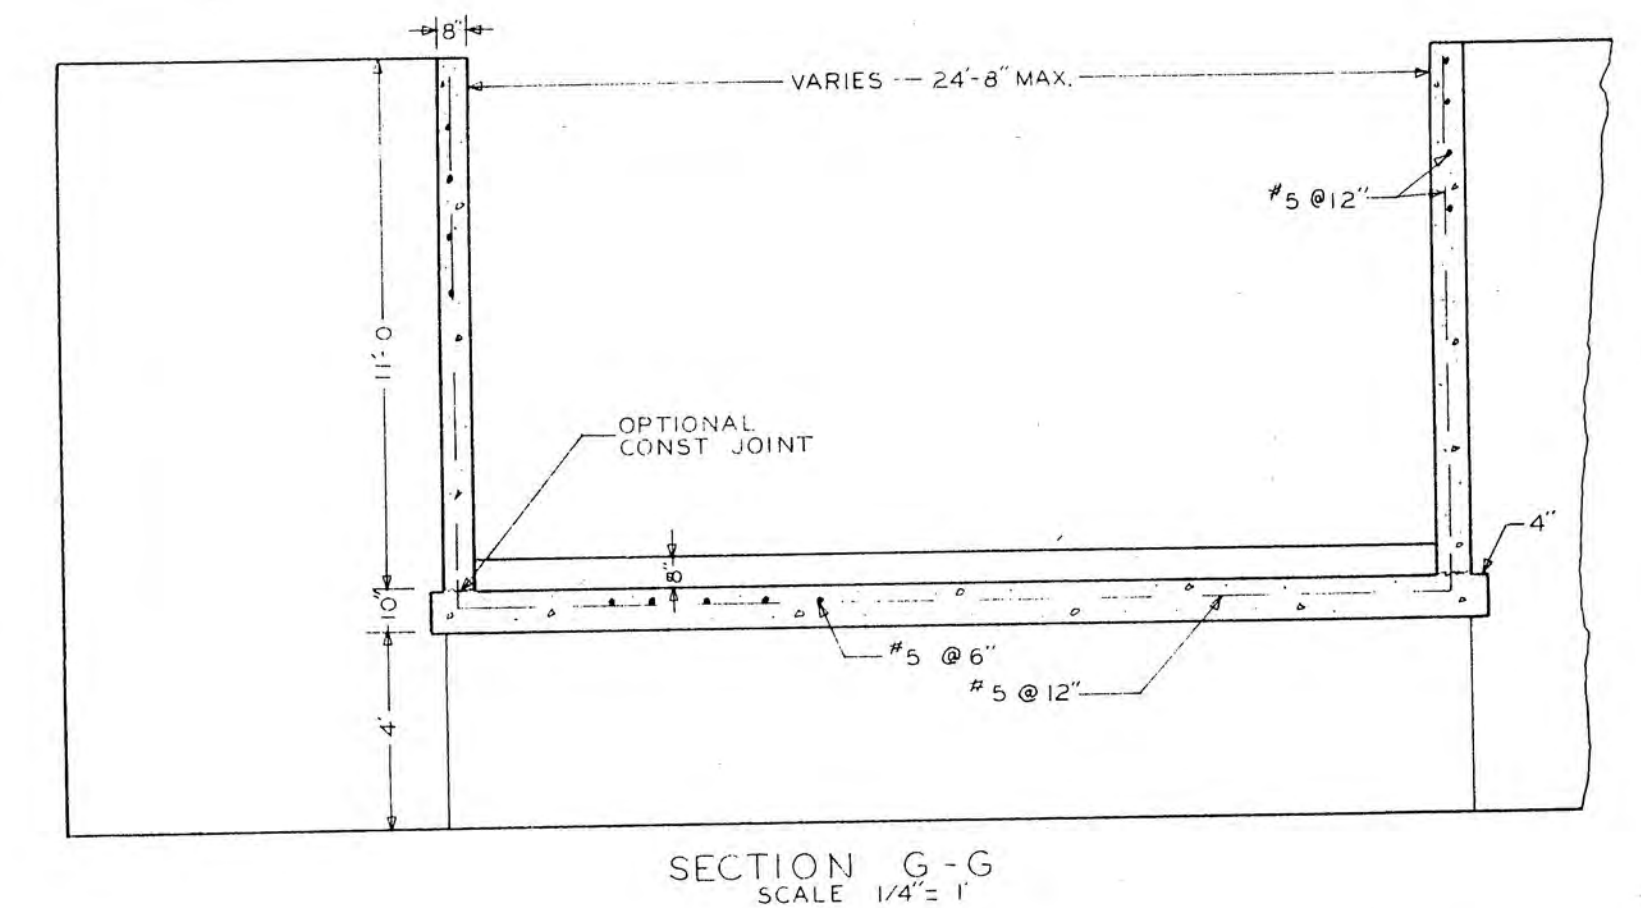 8"
VARIES -- 24'-8" MAX.
#5 @12"
11'-0
OPTIONAL
CONST JOINT
4"
8"
10"
#5 @6"
#5 @12"
4'
SECTION G-G
SCALE 1/4"= 1'